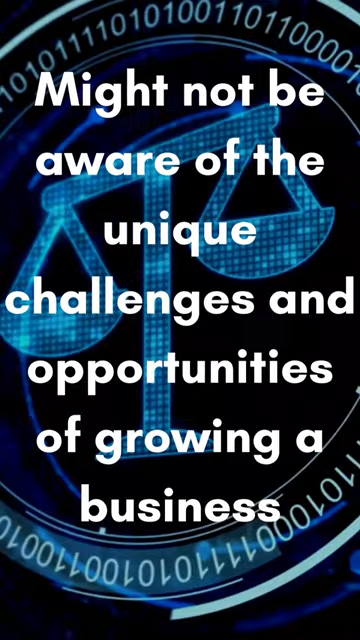 Might not be
aware of the
unique
challenges and
opportunities
of growing a
business